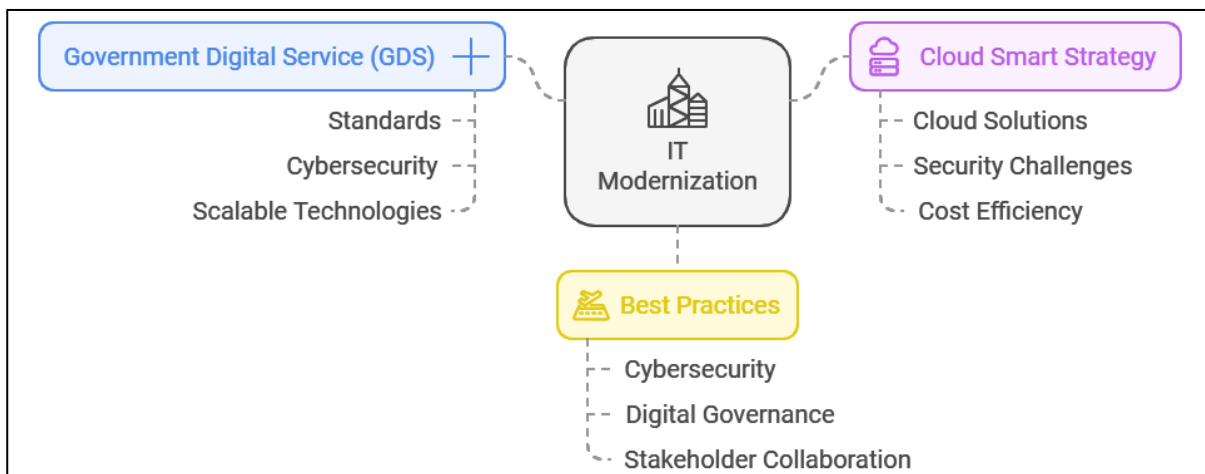 Government Digital Service (GDS)
Standards
Cybersecurity
Scalable Technologies
IT
Modernization
Cloud Smart Strategy
Cloud Solutions
Security Challenges
Cost Efficiency
Best Practices
Cybersecurity
Digital Governance
Stakeholder Collaboration